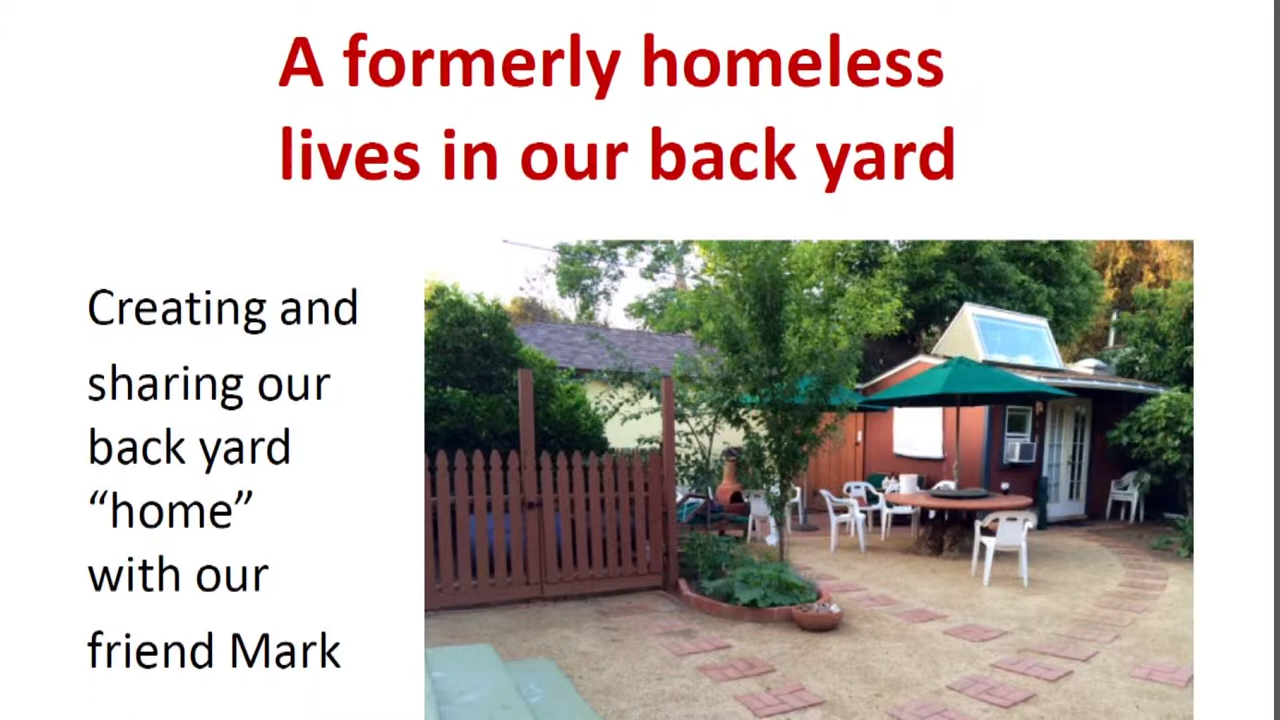 A formerly homeless
lives in our back yard
Creating and
sharing our
back yard
“home”
with our
friend Mark